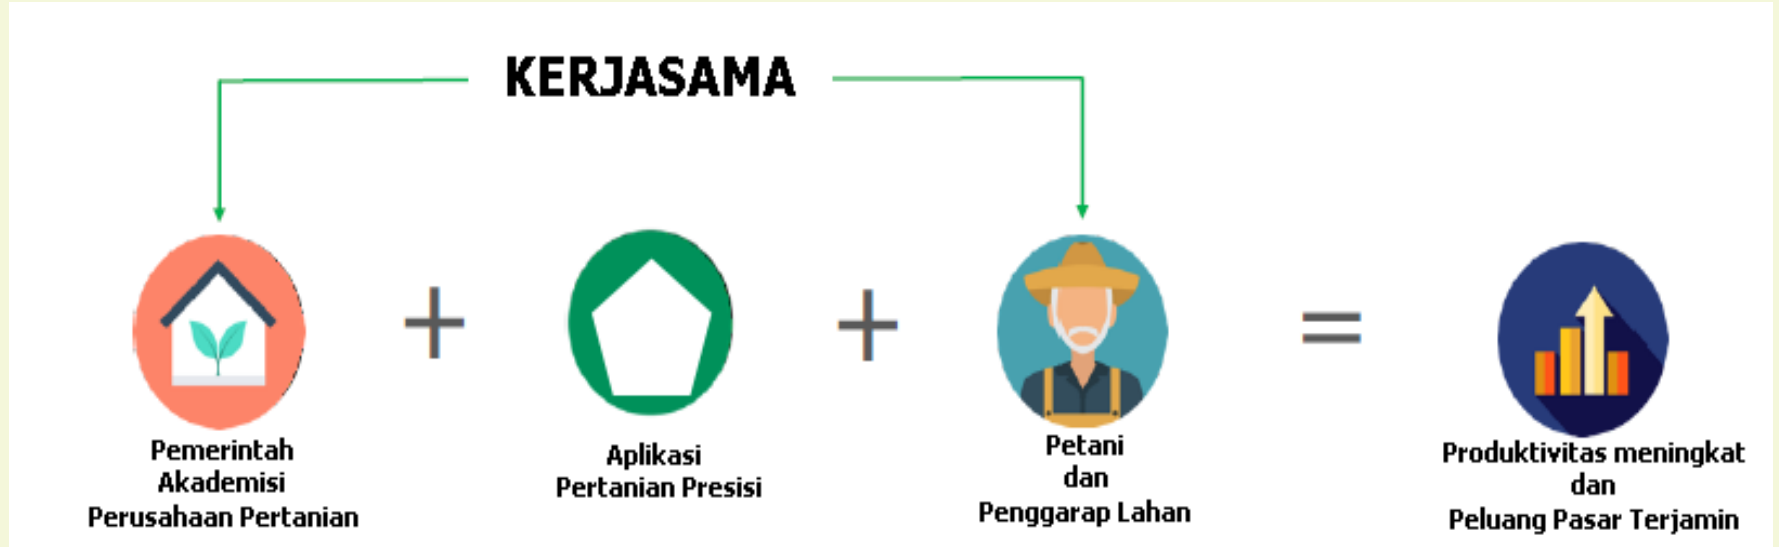 KERJASAMA
Pemerintah
Akademisi
Perusahaan Pertanian
+
Aplikasi
Pertanian Presisi
+
Petani
dan
Penggarap Lahan
=
Produktivitas meningkat
dan
Peluang Pasar Terjamin